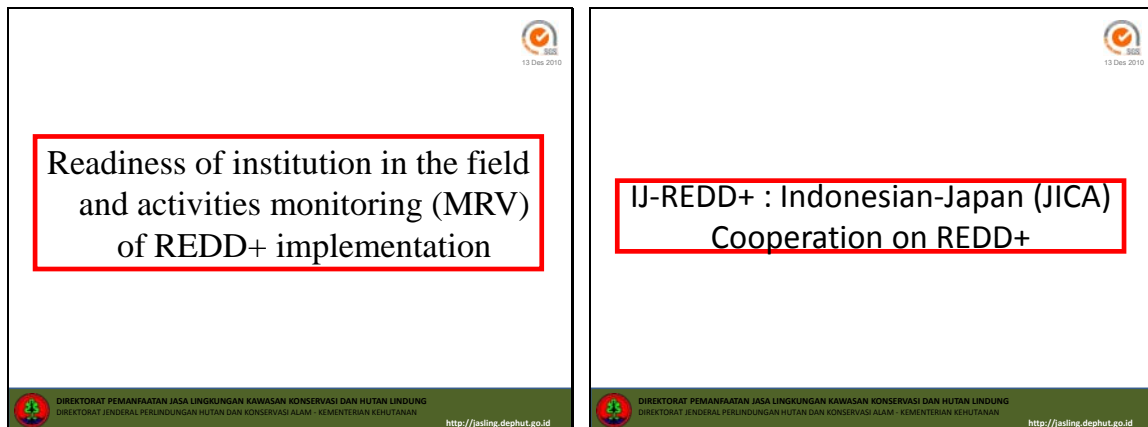 SGS
13 Des 2010
Readiness of institution in the field
and activities monitoring (MRV)
of REDD+ implementation
DIREKTORAT PEMANFAATAN JASA LINGKUNGAN KAWASAN KONSERVASI DAN HUTAN LINDUNG
DIREKTORAT JENDERAL PERLINDUNGAN HUTAN DAN KONSERVASI ALAM - KEMENTERIAN KEHUTANAN
http://jasling.dephut.go.id
SGS
13 Des 2010
IJ-REDD+ : Indonesian-Japan (JICA)
Cooperation on REDD+
DIREKTORAT PEMANFAATAN JASA LINGKUNGAN KAWASAN KONSERVASI DAN HUTAN LINDUNG
DIREKTORAT JENDERAL PERLINDUNGAN HUTAN DAN KONSERVASI ALAM - KEMENTERIAN KEHUTANAN
http://jasling.dephut.go.id